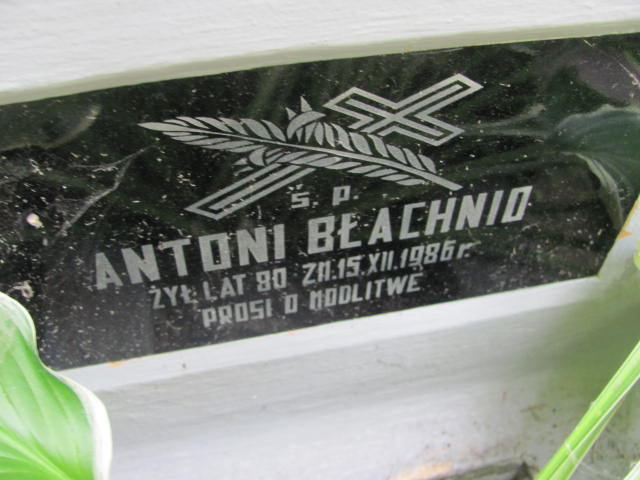 Ś. P.
ANTONI BŁACHNIO
ŻYŁ LAT 80 ZM. 15.XII.1986 r.
PROSI O MODLITWĘ